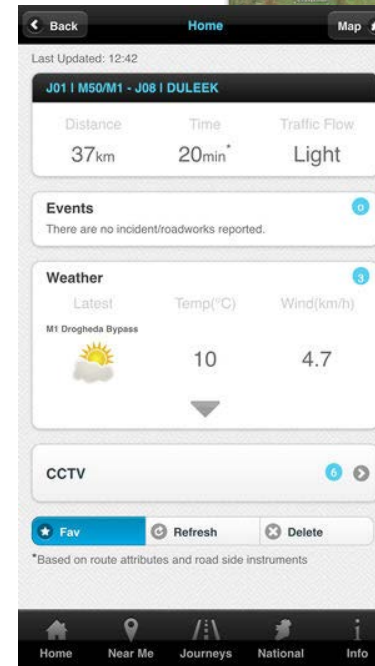 Back
Home
Map
Last Updated: 12:42
J01 I M50/M1 - J08 I DULEEK
Distance Time Traffic Flow
37km 20min* Light
Events 0
There are no incident/roadworks reported.
Weather 3
Latest Temp(°C) Wind(km/h)
M1 Drogheda Bypass
10 4.7
CCTV 6
Fav Refresh Delete
*Based on route attributes and road side instruments
Home Near Me Journeys National Info